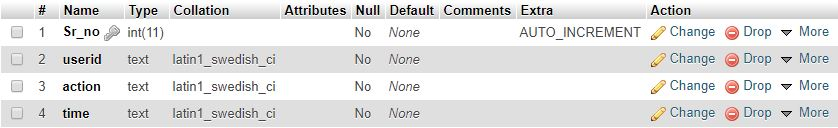 # Name Type Collation Attributes Null Default Comments Extra Action
1 Sr_no int(11) No None AUTO_INCREMENT Change Drop More
2 userid text latin1_swedish_ci No None Change Drop More
3 action text latin1_swedish_ci No None Change Drop More
4 time text latin1_swedish_ci No None Change Drop More